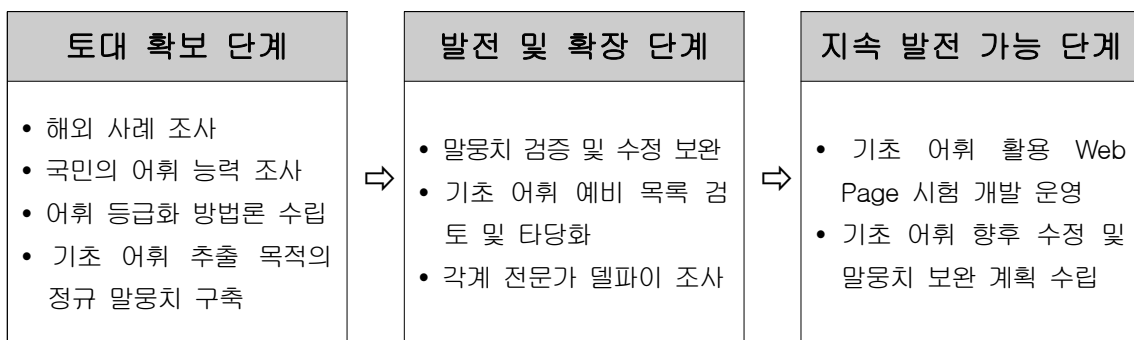 토대 확보 단계
• 해외 사례 조사
• 국민의 어휘 능력 조사
• 어휘 등급화 방법론 수립
• 기초 어휘 추출 목적의
정규 말뭉치 구축
⇨
발전 및 확장 단계
• 말뭉치 검증 및 수정 보완
• 기초 어휘 예비 목록 검
토 및 타당화
• 각계 전문가 델파이 조사
⇨
지속 발전 가능 단계
• 기초 어휘 활용 Web
Page 시험 개발 운영
• 기초 어휘 향후 수정 및
말뭉치 보완 계획 수립